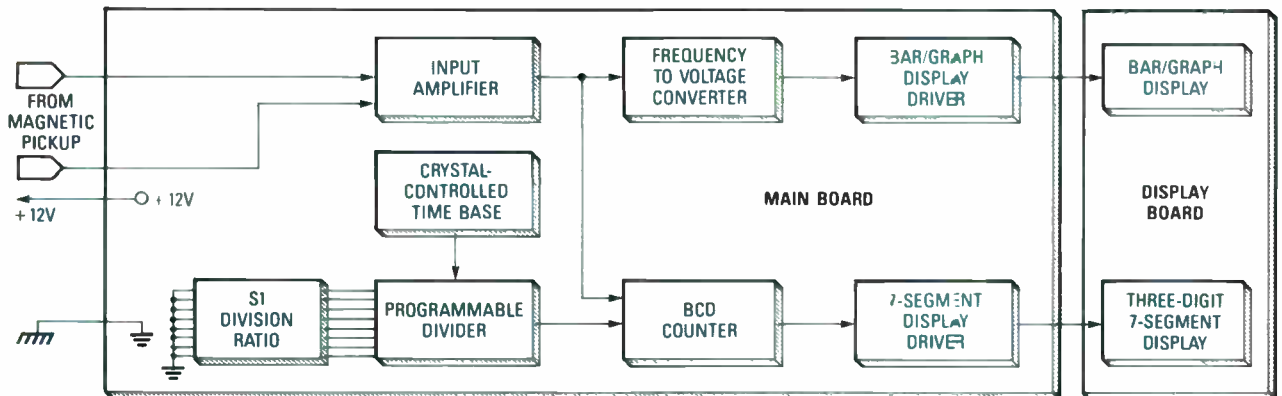 INPUT
AMPLIFIER
FREQUENCY
TO VOLTAGE
CONVERTER
BAR/GRAPH
DISPLAY
DRIVER
BAR/GRAPH
DISPLAY
FROM
MAGNETIC
PICKUP
+12V
+ 12V
CRYSTAL-
CONTROLLED
TIME BASE
MAIN BOARD
DISPLAY
BOARD
S1
DIVISION
RATIO
PROGRAMMABLE
DIVIDER
BCD
COUNTER
7-SEGMENT
DISPLAY
DRIVER
THREE-DIGIT
7-SEGMENT
DISPLAY